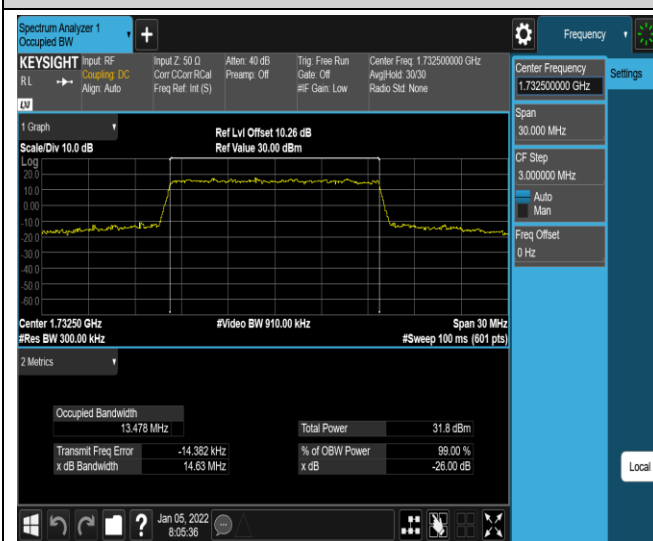 Spectrum Analyzer 1
Occupied BW
Frequency
KEYSIGHT
RL
Input: RF
Coupling: DC
Align: Auto
Input Z: 50 Ω
Corr CCorr RCal
Freq Ref: Int (S)
Atten: 40 dB
Preamp: Off
Trig: Free Run
Gate: Off
#IF Gain: Low
Center Freq: 1.732500000 GHz
Avg|Hold: 30/30
Radio Std: None
LXI
1 Graph
Scale/Div 10.0 dB
Ref Lvl Offset 10.26 dB
Ref Value 30.00 dBm
Log
20.0
10.0
0.00
-10.0
-20.0
-30.0
-40.0
-50.0
-60.0
Center 1.73250 GHz
#Res BW 300.00 kHz
#Video BW 910.00 kHz
Span 30 MHz
#Sweep 100 ms (601 pts)
2 Metrics
Occupied Bandwidth
13.478 MHz
Total Power 31.8 dBm
Transmit Freq Error -14.382 kHz
% of OBW Power 99.00 %
x dB Bandwidth 14.63 MHz
x dB -26.00 dB
Jan 05, 2022
8:05:36
Center Frequency
1.732500000 GHz
Settings
Span
30.000 MHz
CF Step
3.000000 MHz
Auto
Man
Freq Offset
0 Hz
Local